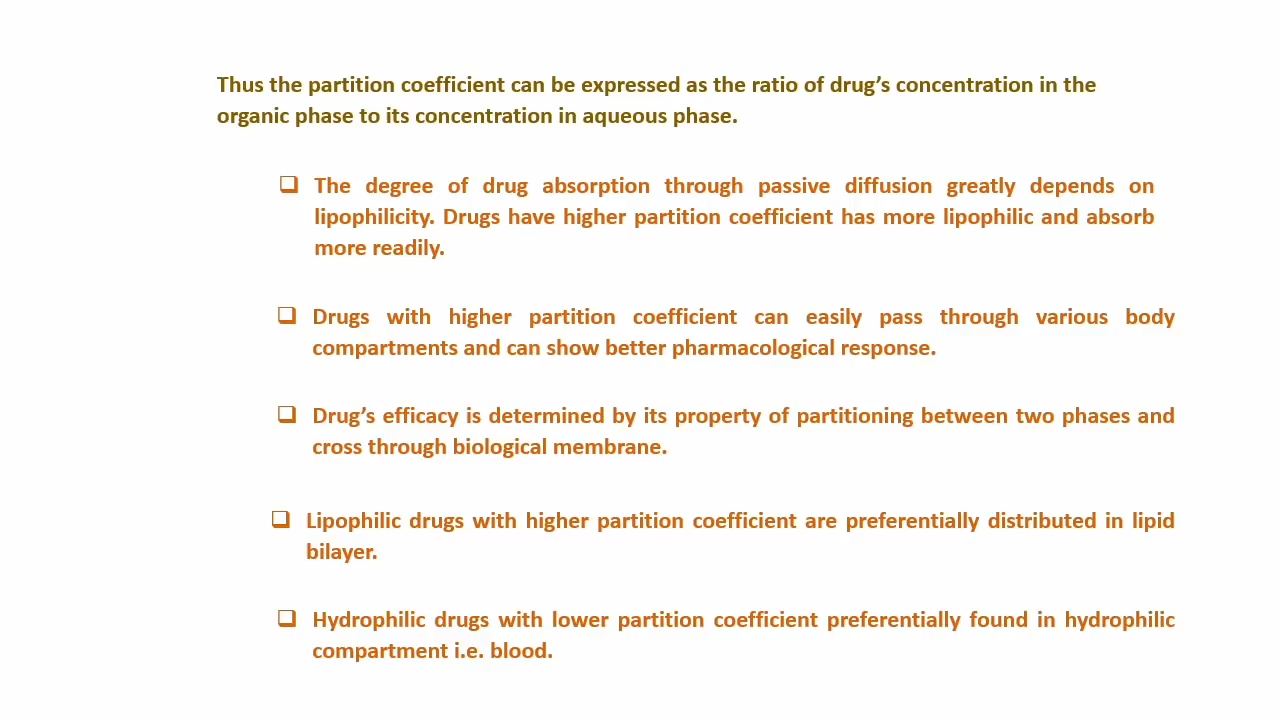 Thus the partition coefficient can be expressed as the ratio of drug’s concentration in the
organic phase to its concentration in aqueous phase.
❑ The degree of drug absorption through passive diffusion greatly depends on
lipophilicity. Drugs have higher partition coefficient has more lipophilic and absorb
more readily.
❑ Drugs with higher partition coefficient can easily pass through various body
compartments and can show better pharmacological response.
❑ Drug’s efficacy is determined by its property of partitioning between two phases and
cross through biological membrane.
❑ Lipophilic drugs with higher partition coefficient are preferentially distributed in lipid
bilayer.
❑ Hydrophilic drugs with lower partition coefficient preferentially found in hydrophilic
compartment i.e. blood.